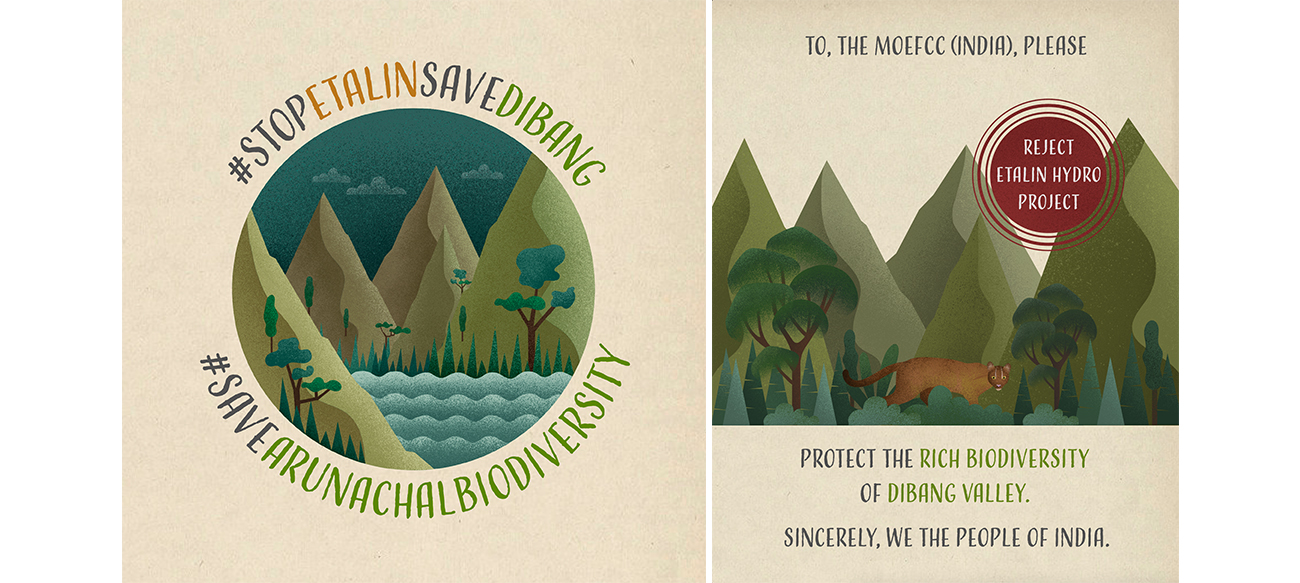 #STOPETALINSAVEDIBANG
#SAVEARUNACHALBIODIVERSITY
TO, THE MOEFCC (INDIA), PLEASE
REJECT
ETALIN HYDRO
PROJECT
PROTECT THE RICH BIODIVERSITY
OF DIBANG VALLEY.
SINCERELY, WE THE PEOPLE OF INDIA.